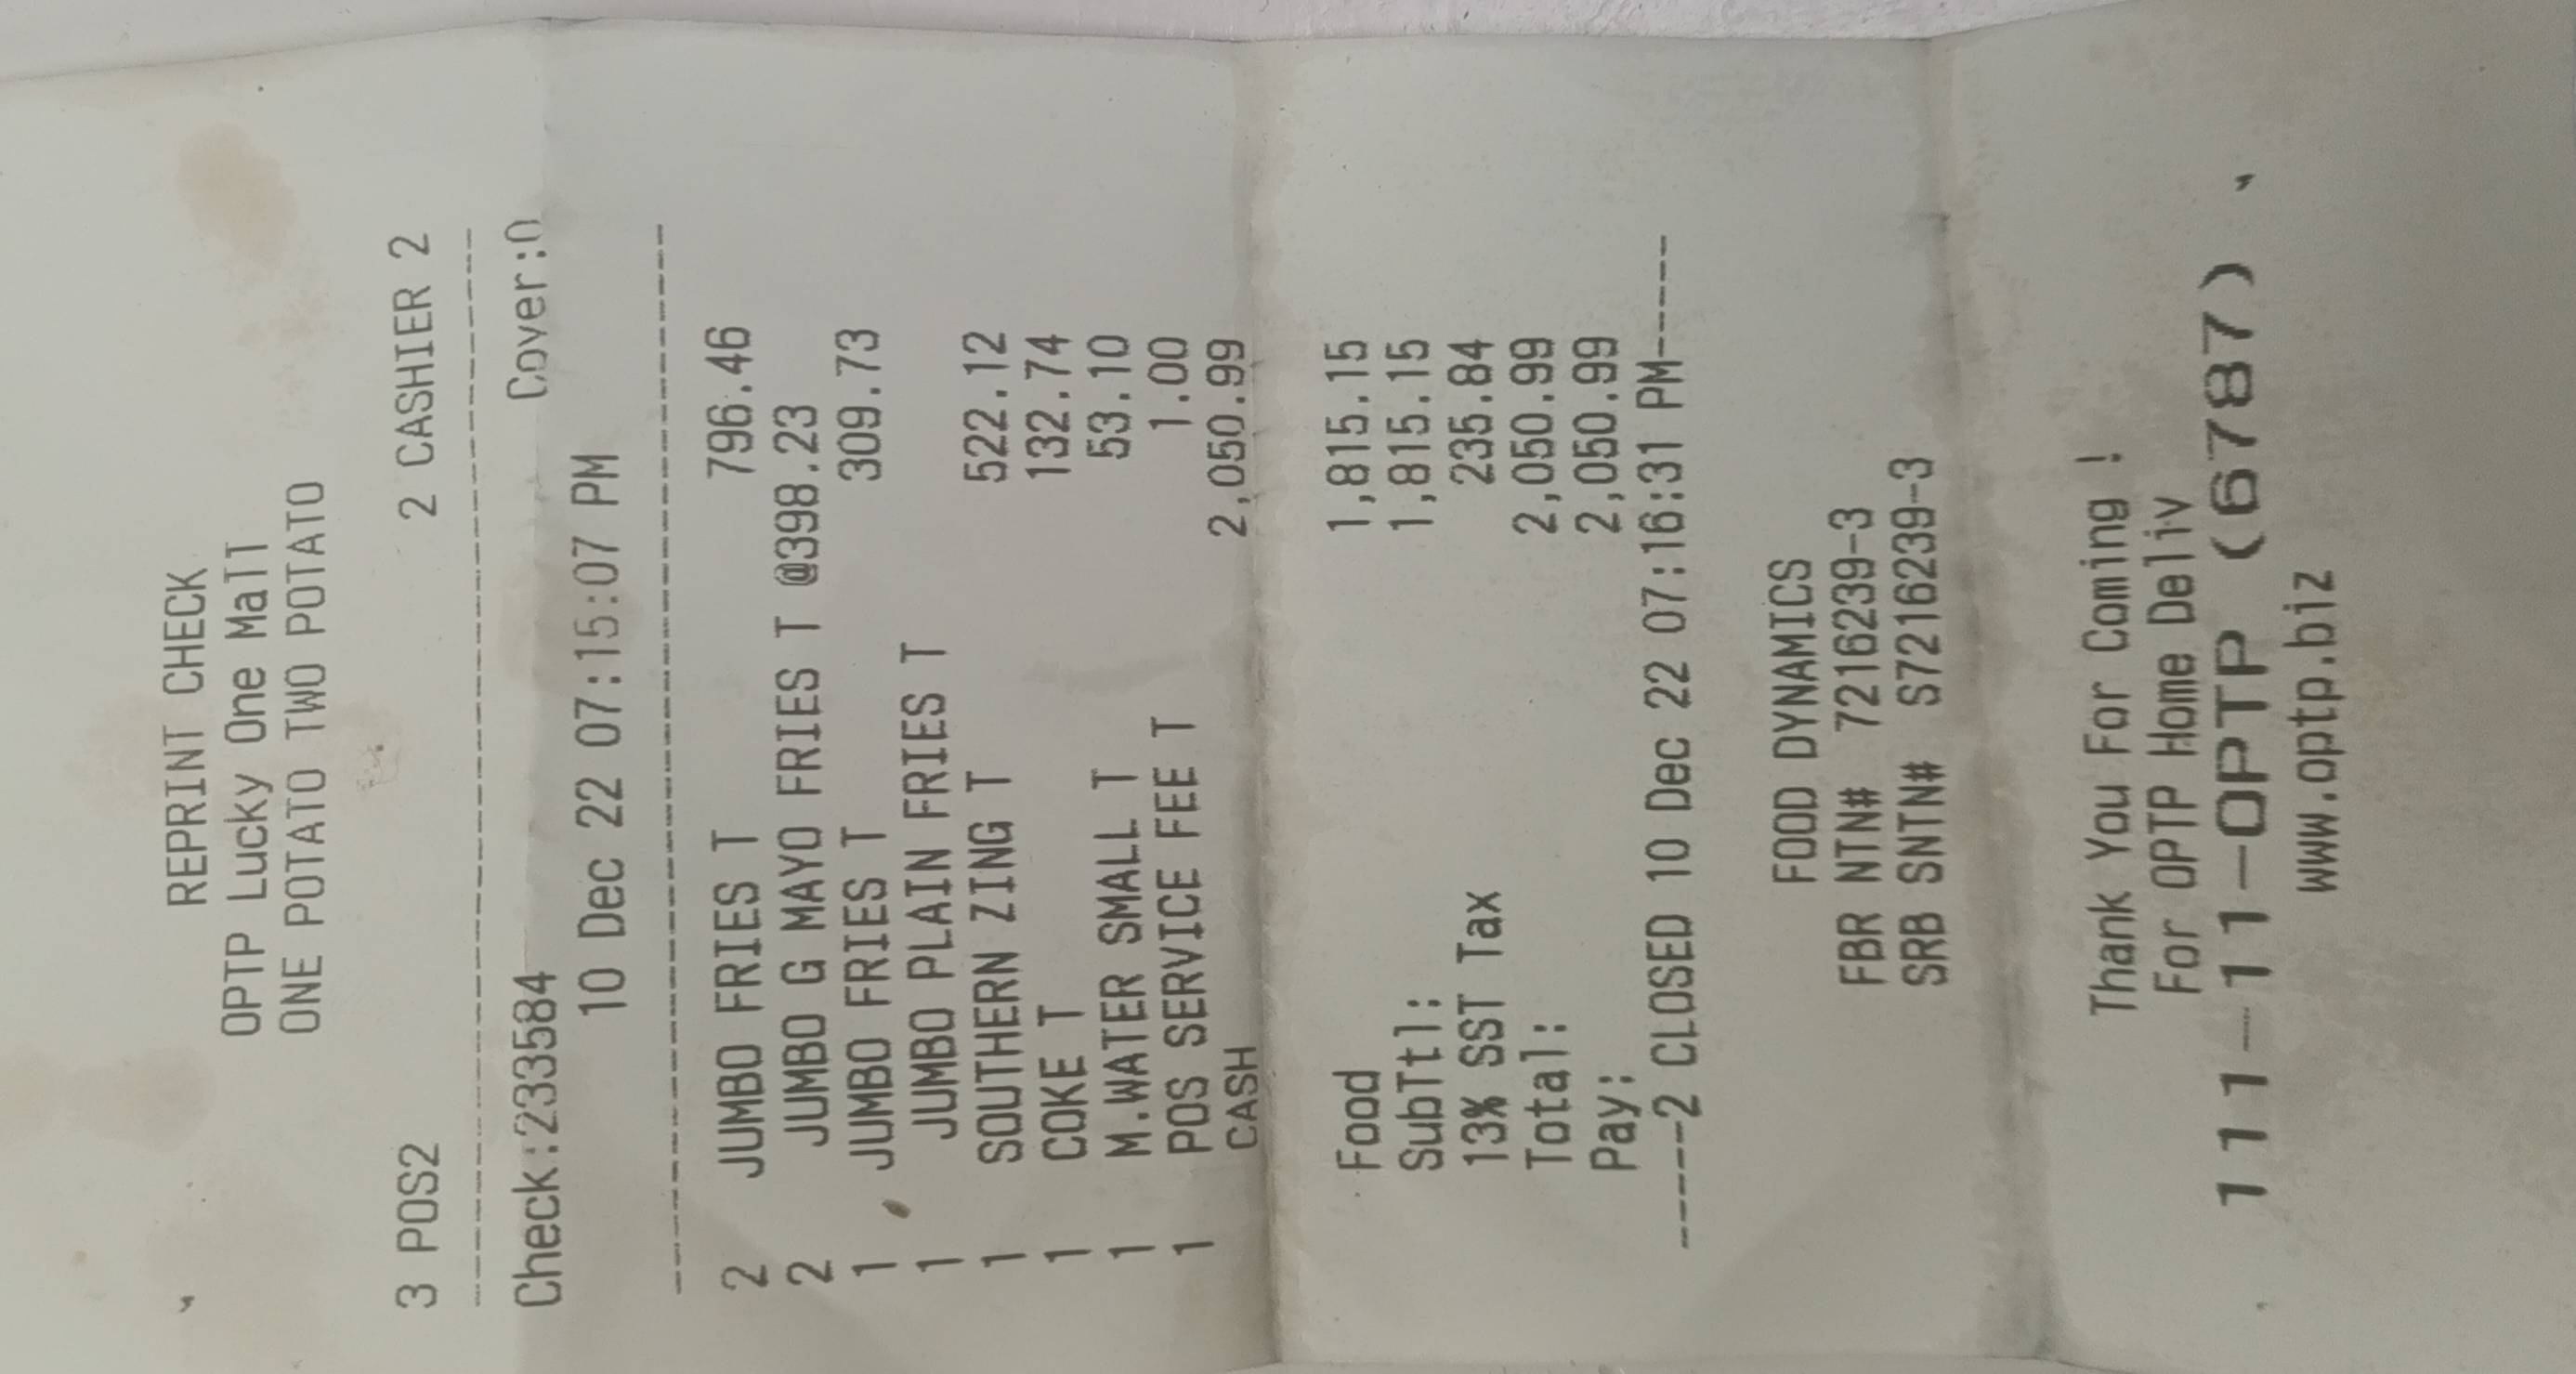 REPRINT CHECK
OPTP Lucky One Mall
ONE POTATO TWO POTATO
3 POS2 2 CASHIER 2
Check:233584 Cover:0
10 Dec 22 07:15:07 PM
2 JUMBO FRIES T 796.46
2 JUMBO G MAYO FRIES T @398.23
1 JUMBO FRIES T 309.73
1 JUMBO PLAIN FRIES T
1 SOUTHERN ZING T 522.12
1 COKE T 132.74
1 M.WATER SMALL T 53.10
1 POS SERVICE FEE T 1.00
CASH 2,050.99
Food 1,815.15
SubTtl: 1,815.15
13% SST Tax 235.84
Total: 2,050.99
Pay: 2,050.99
------2 CLOSED 10 Dec 22 07:16:31 PM------
FOOD DYNAMICS
FBR NTN# 7216239-3
SRB SNTN# S7216239-3
Thank You For Coming !
For OPTP Home Deliv
111-11-OPTP (6787)
www.optp.biz